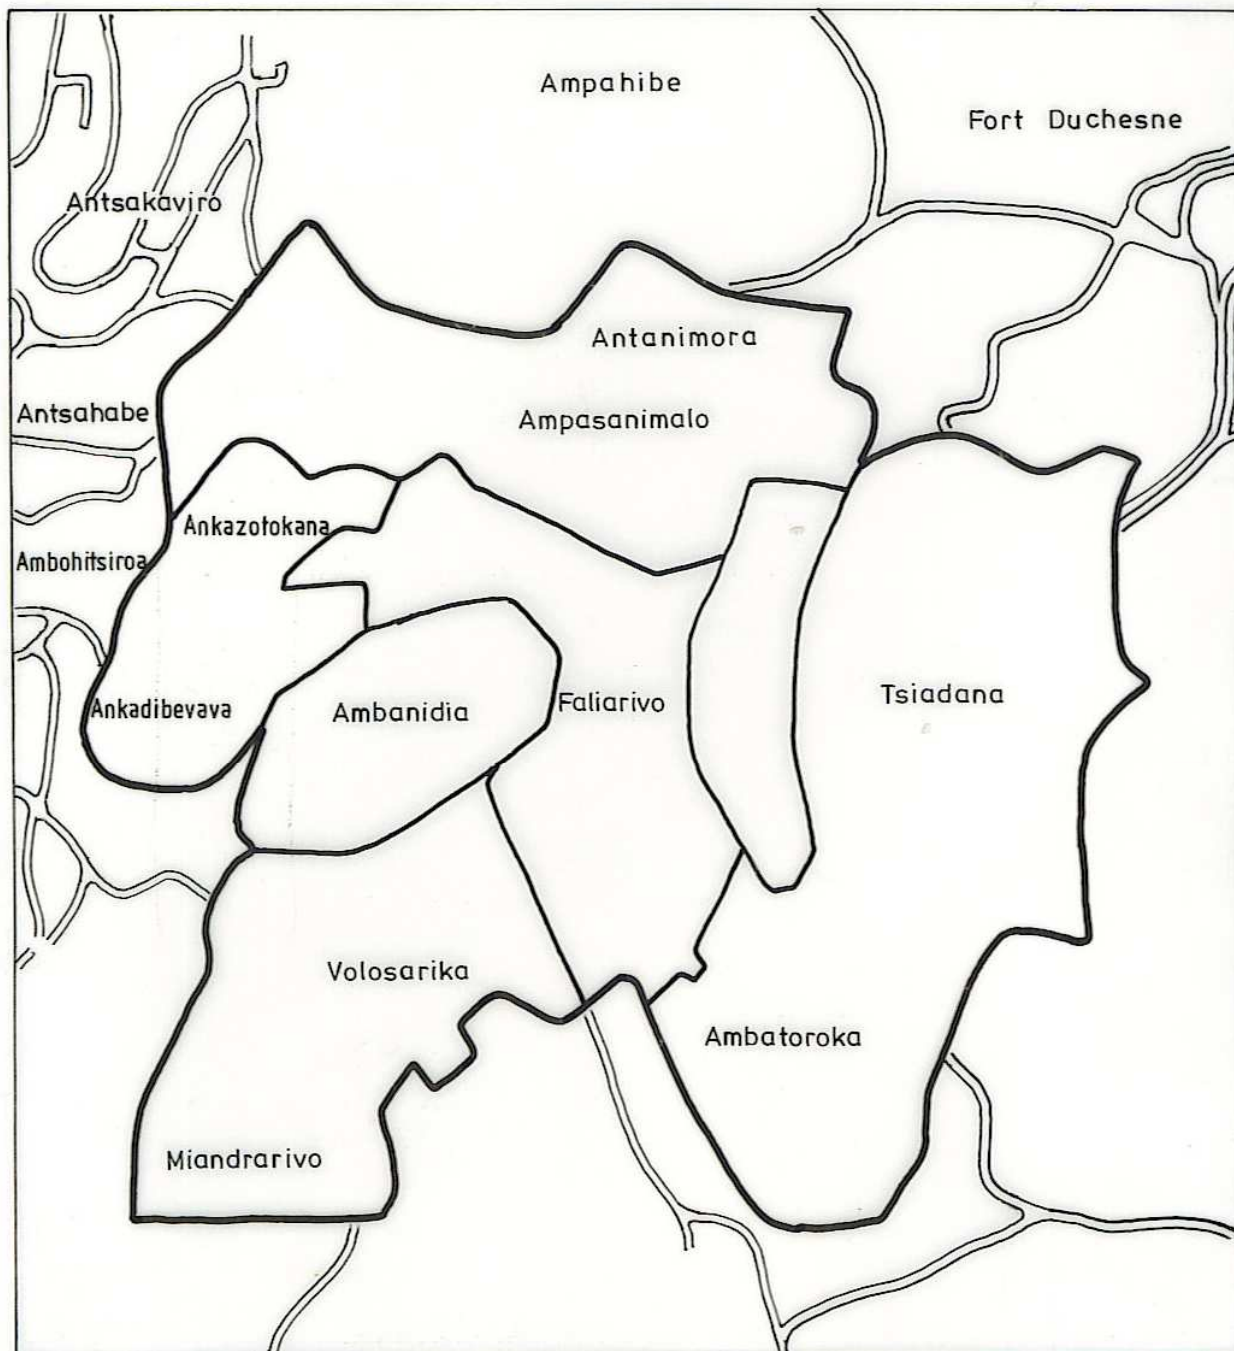 Ampahibe
Fort Duchesne
Antsakaviro
Antanimora
Antsahabe
Ampasanimalo
Ankazotokana
Ambohitsiroa
Tsiadana
Faliarivo
Ankadibevava
Ambanidia
Volosarika
Ambatoroka
Miandrarivo